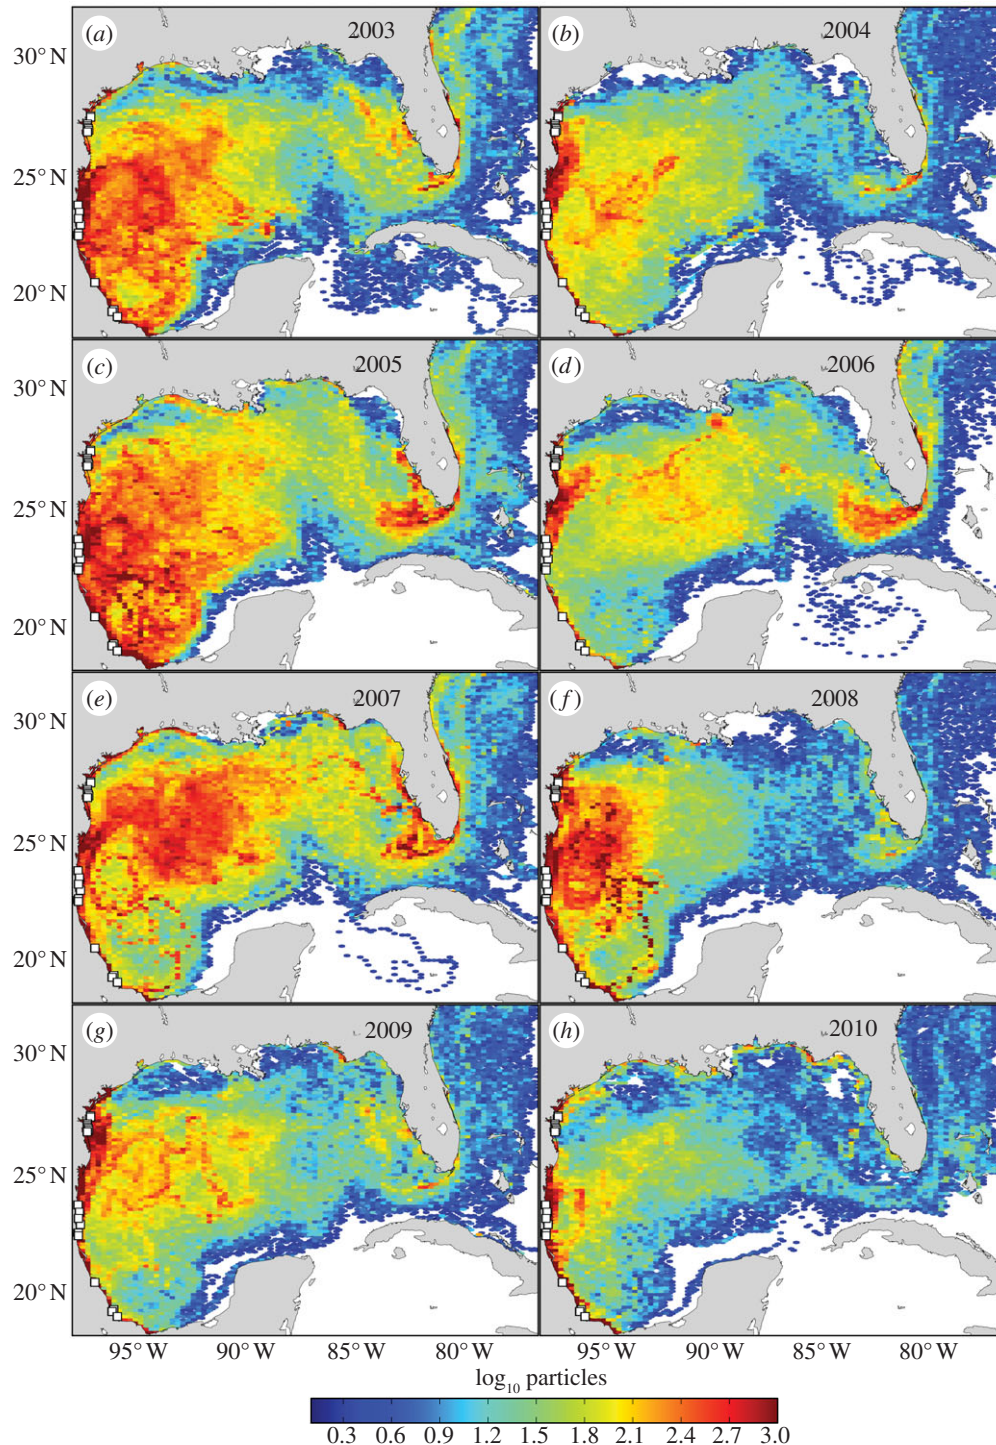 (a) 2003
(b) 2004
30° N
25° N
20° N
(c) 2005
(d) 2006
30° N
25° N
20° N
(e) 2007
(f) 2008
30° N
25° N
20° N
(g) 2009
(h) 2010
30° N
25° N
20° N
95° W 90° W 85° W 80° W 95° W 90° W 85° W 80° W
log₁₀ particles
0.3 0.6 0.9 1.2 1.5 1.8 2.1 2.4 2.7 3.0